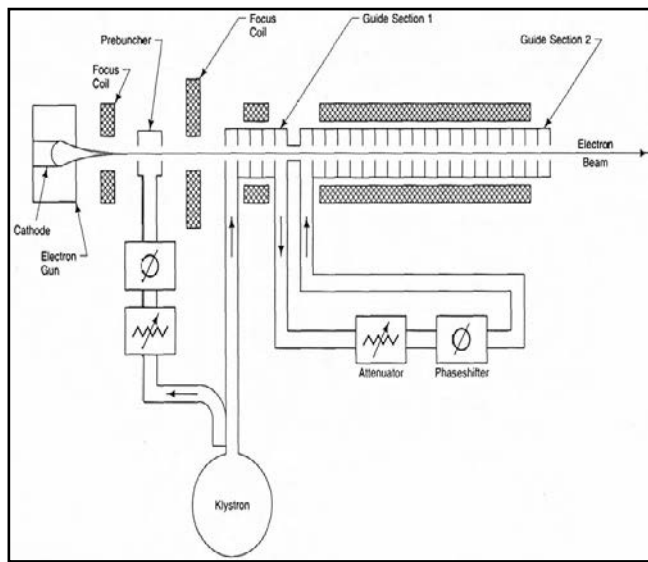 Focus
Coil
Guide Section 1
Prebuncher
Guide Section 2
Focus
Coil
Electron
Beam
Cathode
Electron
Gun
Ø
Attenuator
Phaseshifter
Ø
Klystron